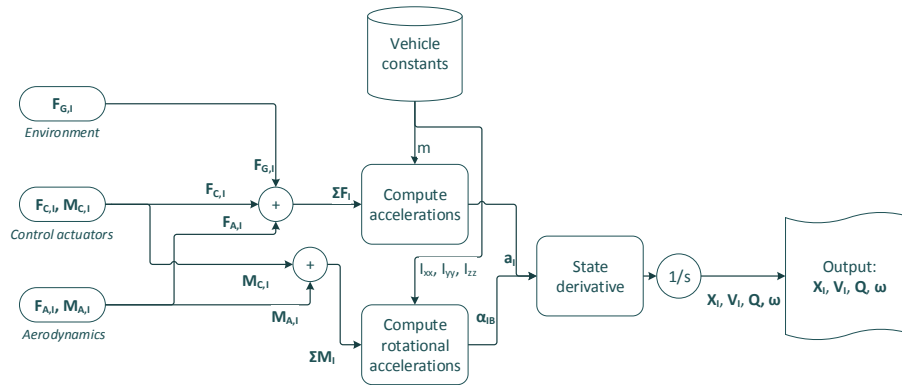 Vehicle
constants
F_G,I
Environment
F_G,I
m
F_C,I
ΣF_I
F_C,I, M_C,I
+
Compute
accelerations
Control actuators
F_A,I
a_I
I_xx, I_yy, I_zz
+
M_C,I
State
derivative
1/s
Output:
X_I, V_I, Q, ω
X_I, V_I, Q, ω
F_A,I, M_A,I
M_A,I
α_IB
Compute
rotational
accelerations
Aerodynamics
ΣM_I